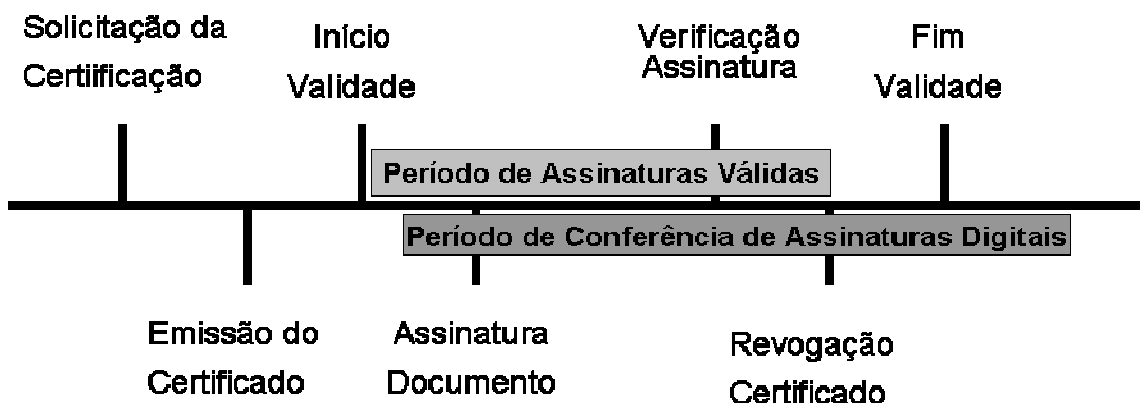 Solicitação da
Certiificação
Início
Validade
Verificação
Assinatura
Fim
Validade
Período de Assinaturas Válidas
Período de Conferência de Assinaturas Digitais
Emissão do
Certificado
Assinatura
Documento
Revogação
Certificado